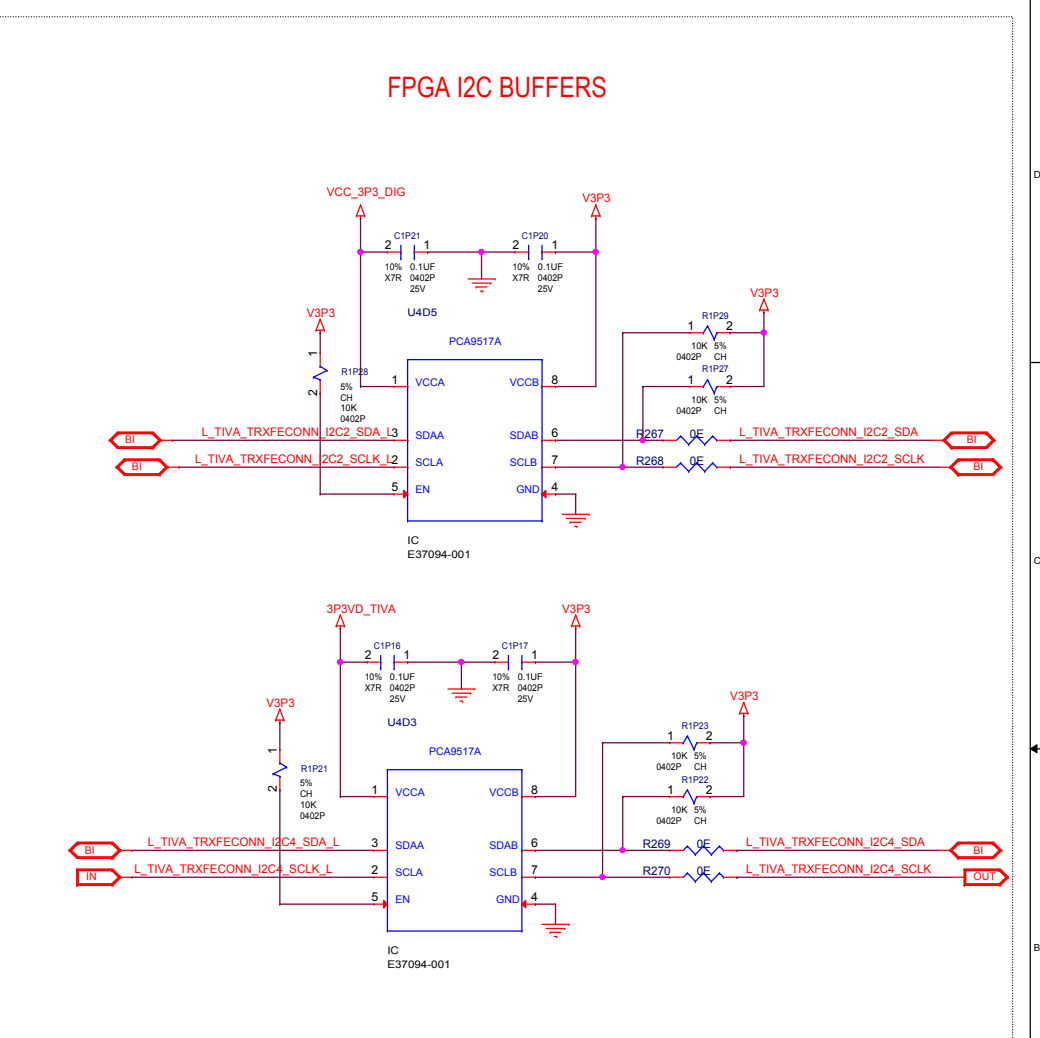 FPGA I2C BUFFERS
D
VCC_3P3_DIG
V3P3
C1P21
C1P20
2 1
2 1
10% 0.1UF
10% 0.1UF
X7R 0402P
X7R 0402P
25V
25V
V3P3
V3P3
U4D5
R1P29
1 2
PCA9517A
10K 5%
0402P CH
1
R1P28
R1P27
5%
1 2
CH
10K
10K 5%
0402P
0402P CH
2
1 VCCA VCCB 8
BI L_TIVA_TRXFECONN_I2C2_SDA_L 3 SDAA SDAB 6 R267 0E L_TIVA_TRXFECONN_I2C2_SDA BI
BI L_TIVA_TRXFECONN_I2C2_SCLK_L 2 SCLA SCLB 7 R268 0E L_TIVA_TRXFECONN_I2C2_SCLK BI
5 EN GND 4
IC
E37094-001
C
3P3VD_TIVA
V3P3
C1P16
C1P17
2 1
2 1
10% 0.1UF
10% 0.1UF
X7R 0402P
X7R 0402P
25V
25V
V3P3
V3P3
U4D3
R1P23
1 2
PCA9517A
10K 5%
0402P CH
1
R1P21
R1P22
5%
1 2
CH
10K
10K 5%
0402P
0402P CH
2
1 VCCA VCCB 8
BI L_TIVA_TRXFECONN_I2C4_SDA_L 3 SDAA SDAB 6 R269 0E L_TIVA_TRXFECONN_I2C4_SDA BI
IN L_TIVA_TRXFECONN_I2C4_SCLK_L 2 SCLA SCLB 7 R270 0E L_TIVA_TRXFECONN_I2C4_SCLK OUT
5 EN GND 4
IC
E37094-001
B